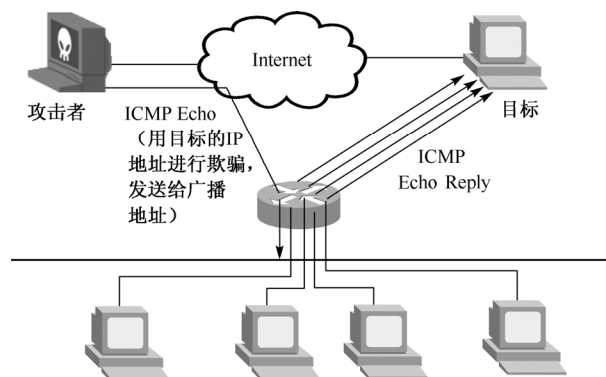 Internet
攻击者
目标
ICMP Echo
（用目标的IP
地址进行欺骗，
发送给广播
地址）
ICMP
Echo Reply